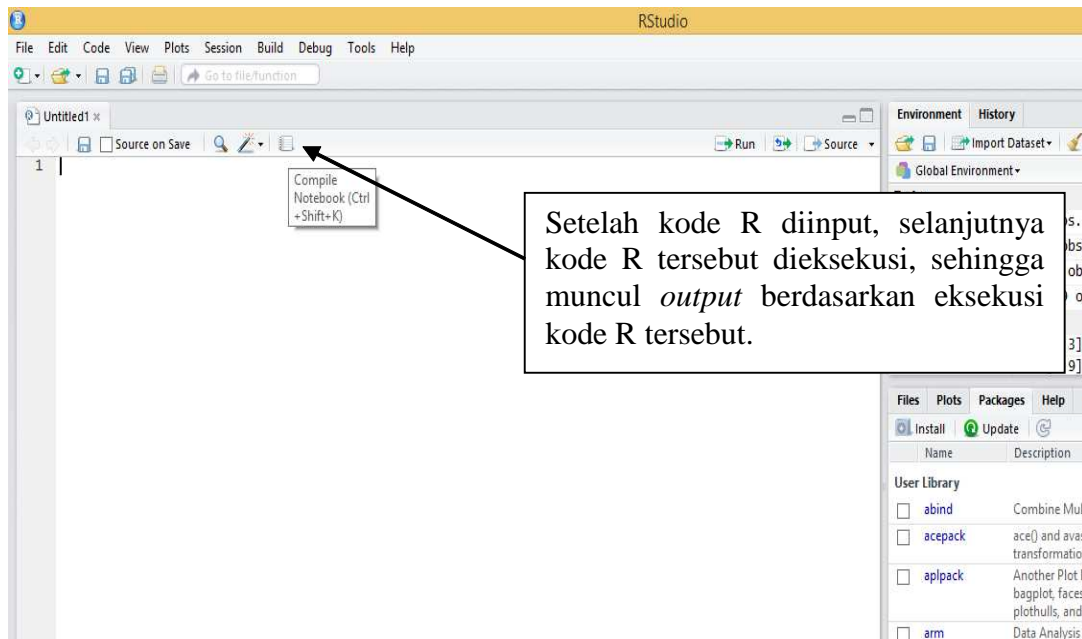 RStudio
File Edit Code View Plots Session Build Debug Tools Help
Go to file/function
Untitled1
Source on Save
Run
Source
1
Compile
Notebook (Ctrl
+Shift+K)
Setelah kode R diinput, selanjutnya
kode R tersebut dieksekusi, sehingga
muncul output berdasarkan eksekusi
kode R tersebut.
Environment History
Import Dataset
Global Environment
3]
9]
Files Plots Packages Help
Install Update
Name Description
User Library
abind Combine
acepack ace() and
aplpack Another Plot
bagplot, faces
plothulls, and
arm Data Analysis